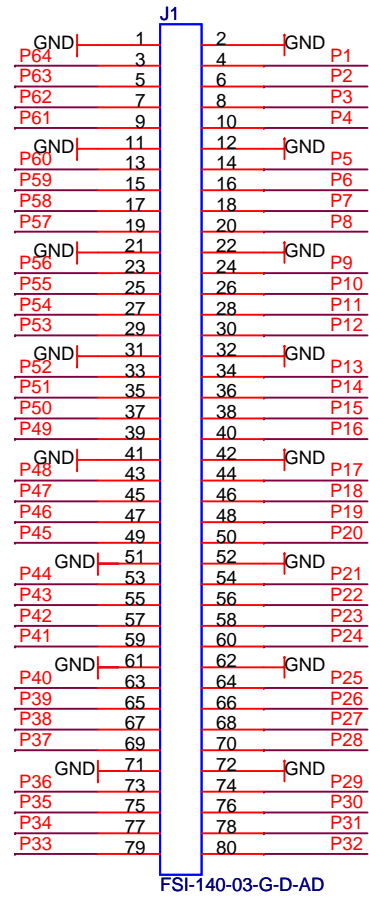 J1
GND 1 2 GND
P64 3 4 P1
P63 5 6 P2
P62 7 8 P3
P61 9 10 P4
GND 11 12 GND
P60 13 14 P5
P59 15 16 P6
P58 17 18 P7
P57 19 20 P8
GND 21 22 GND
P56 23 24 P9
P55 25 26 P10
P54 27 28 P11
P53 29 30 P12
GND 31 32 GND
P52 33 34 P13
P51 35 36 P14
P50 37 38 P15
P49 39 40 P16
GND 41 42 GND
P48 43 44 P17
P47 45 46 P18
P46 47 48 P19
P45 49 50 P20
GND 51 52 GND
P44 53 54 P21
P43 55 56 P22
P42 57 58 P23
P41 59 60 P24
GND 61 62 GND
P40 63 64 P25
P39 65 66 P26
P38 67 68 P27
P37 69 70 P28
GND 71 72 GND
P36 73 74 P29
P35 75 76 P30
P34 77 78 P31
P33 79 80 P32
FSI-140-03-G-D-AD